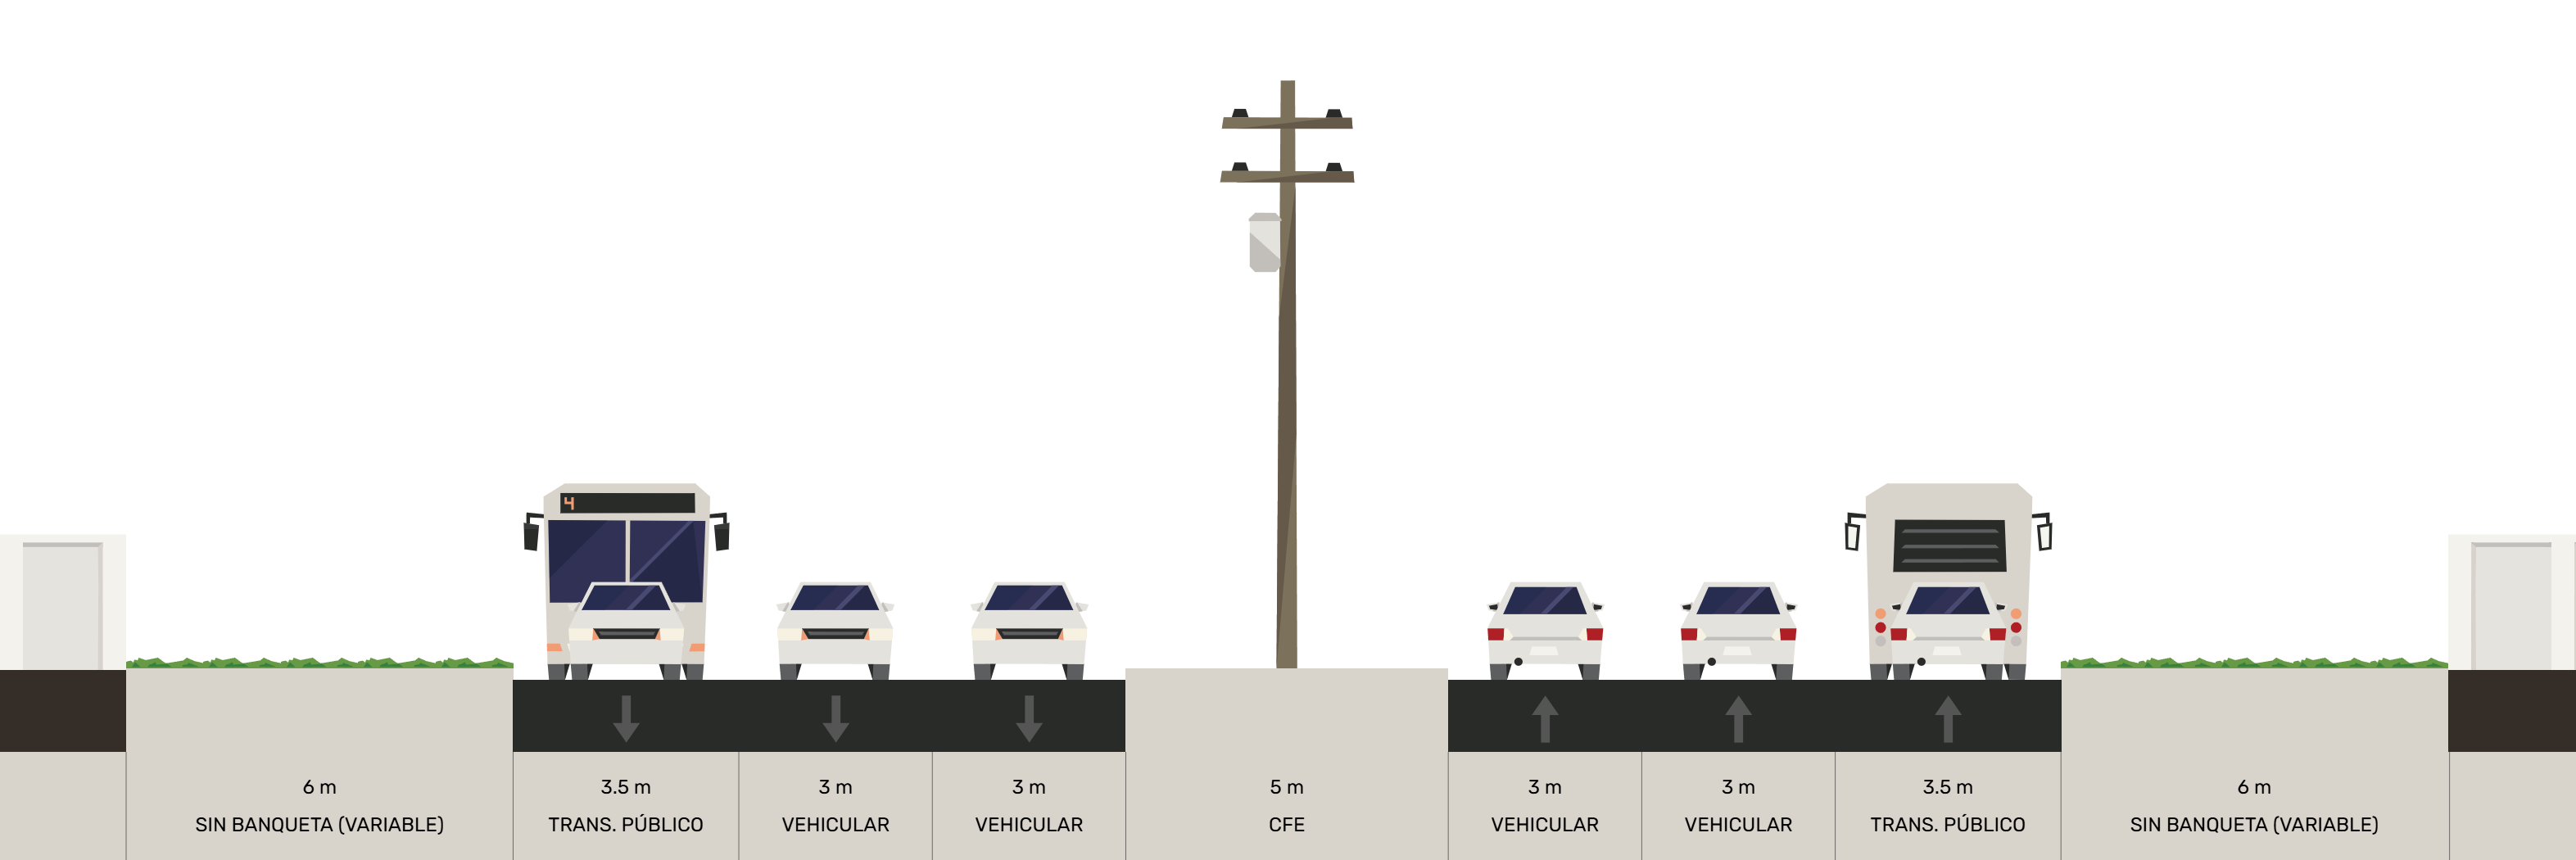 4
6 m
SIN BANQUETA (VARIABLE)
3.5 m
TRANS. PÚBLICO
3 m
VEHICULAR
3 m
VEHICULAR
5 m
CFE
3 m
VEHICULAR
3 m
VEHICULAR
3.5 m
TRANS. PÚBLICO
6 m
SIN BANQUETA (VARIABLE)